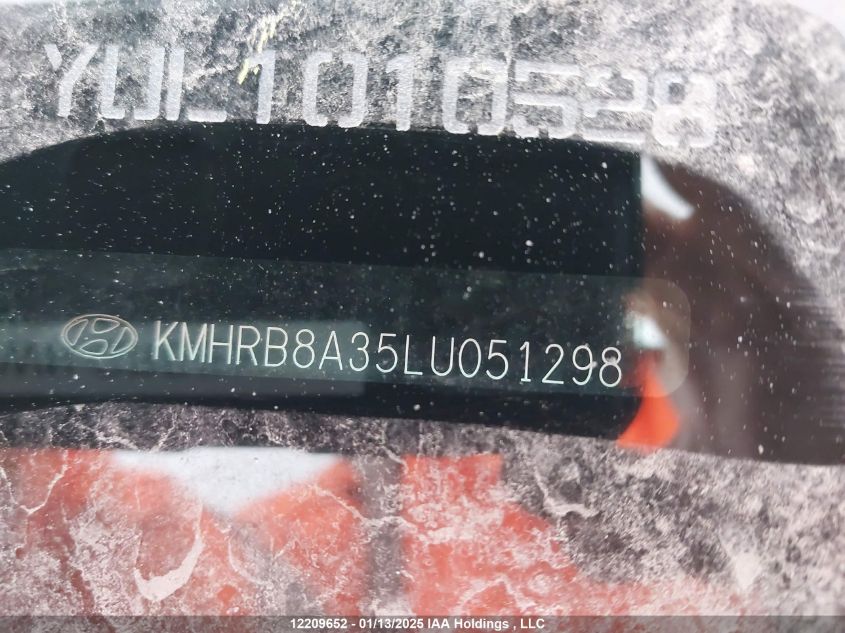 YUL1010528
KMHRB8A35LU051298
12209652 - 01/13/2025 IAA Holdings , LLC